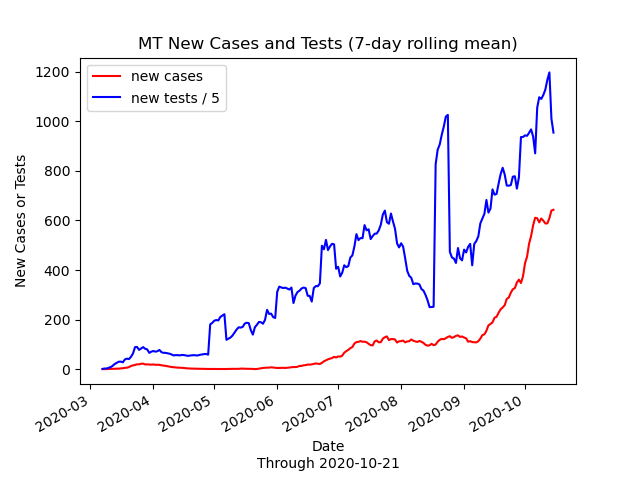 MT New Cases and Tests (7-day rolling mean)
new cases
new tests / 5
1200
1000
800
600
400
200
0
New Cases or Tests
2020-03
2020-04
2020-05
2020-06
2020-07
2020-08
2020-09
2020-10
Date
Through 2020-10-21